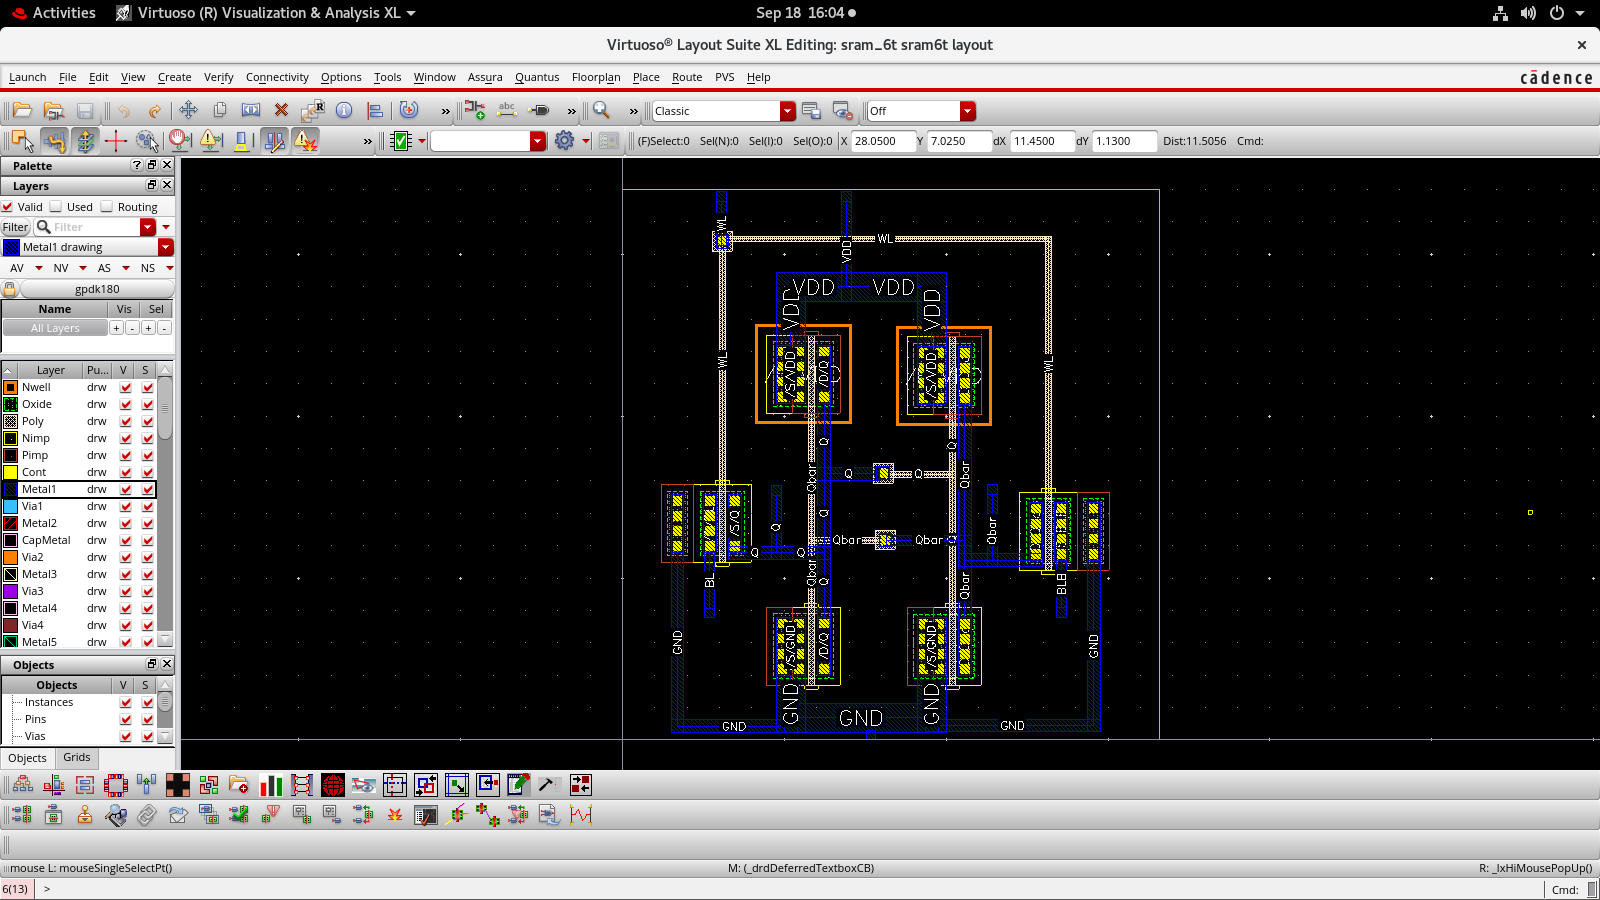 Activities Virtuoso (R) Visualization & Analysis XL Sep 18 16:04
Virtuoso® Layout Suite XL Editing: sram_6t sram6t layout
Launch File Edit View Create Verify Connectivity Options Tools Window Assura Quantus Floorplan Place Route PVS Help cādence
» » » Classic Off
» (F)Select:0 Sel(N):0 Sel(I):0 Sel(O):0 X 28.0500 Y 7.0250 dX 11.4500 dY 1.1300 Dist:11.5056 Cmd:
Palette
Layers
Valid Used Routing
Filter Filter
Metal1 drawing
AV NV AS NS
gpdk180
Name Vis Sel
All Layers + - + -
Layer Pu... V S
Nwell drw
Oxide drw
Poly drw
Nimp drw
Pimp drw
Cont drw
Metal1 drw
Via1 drw
Metal2 drw
CapMetal drw
Via2 drw
Metal3 drw
Via3 drw
Metal4 drw
Via4 drw
Metal5 drw
Objects
Objects V S
Instances
Pins
Vias
Objects Grids
WL
WL
VDD
VDD VDD
VDD VDD
WL /S/VDD /D/Q /S/VDD WL
Q Q
Qbar Q Q Qbar
/S/Q Q Q Qbar
Q Q Qbar Qbar
BL Qbar Q Qbar BLB
GND /S/GND /D/Q /S/GND GND
GND GND GND
GND GND
mouse L: mouseSingleSelectPt() M: (_drdDeferredTextboxCB) R: _lxHiMousePopUp()
6(13) > Cmd: